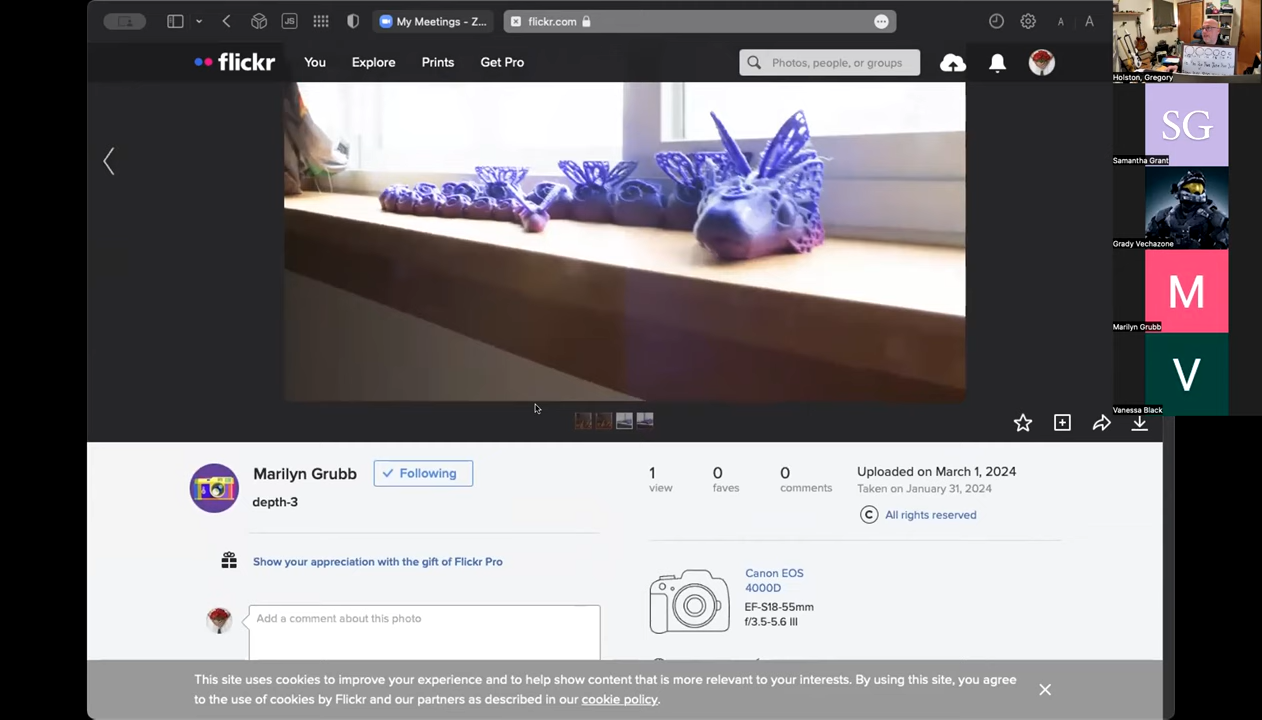 My Meetings – Z...
flickr.com
A A
flickr
You Explore Prints Get Pro
Photos, people, or groups
Holston, Gregory
SG
Samantha Grant
Grady Vechazone
M
Marilyn Grubb
V
Vanessa Black
Marilyn Grubb
Following
depth-3
1
view
0
faves
0
comments
Uploaded on March 1, 2024
Taken on January 31, 2024
All rights reserved
Show your appreciation with the gift of Flickr Pro
Add a comment about this photo
Canon EOS
4000D
EF-S18-55mm
f/3.5-5.6 III
This site uses cookies to improve your experience and to help show content that is more relevant to your interests. By using this site, you agree
to the use of cookies by Flickr and our partners as described in our cookie policy.